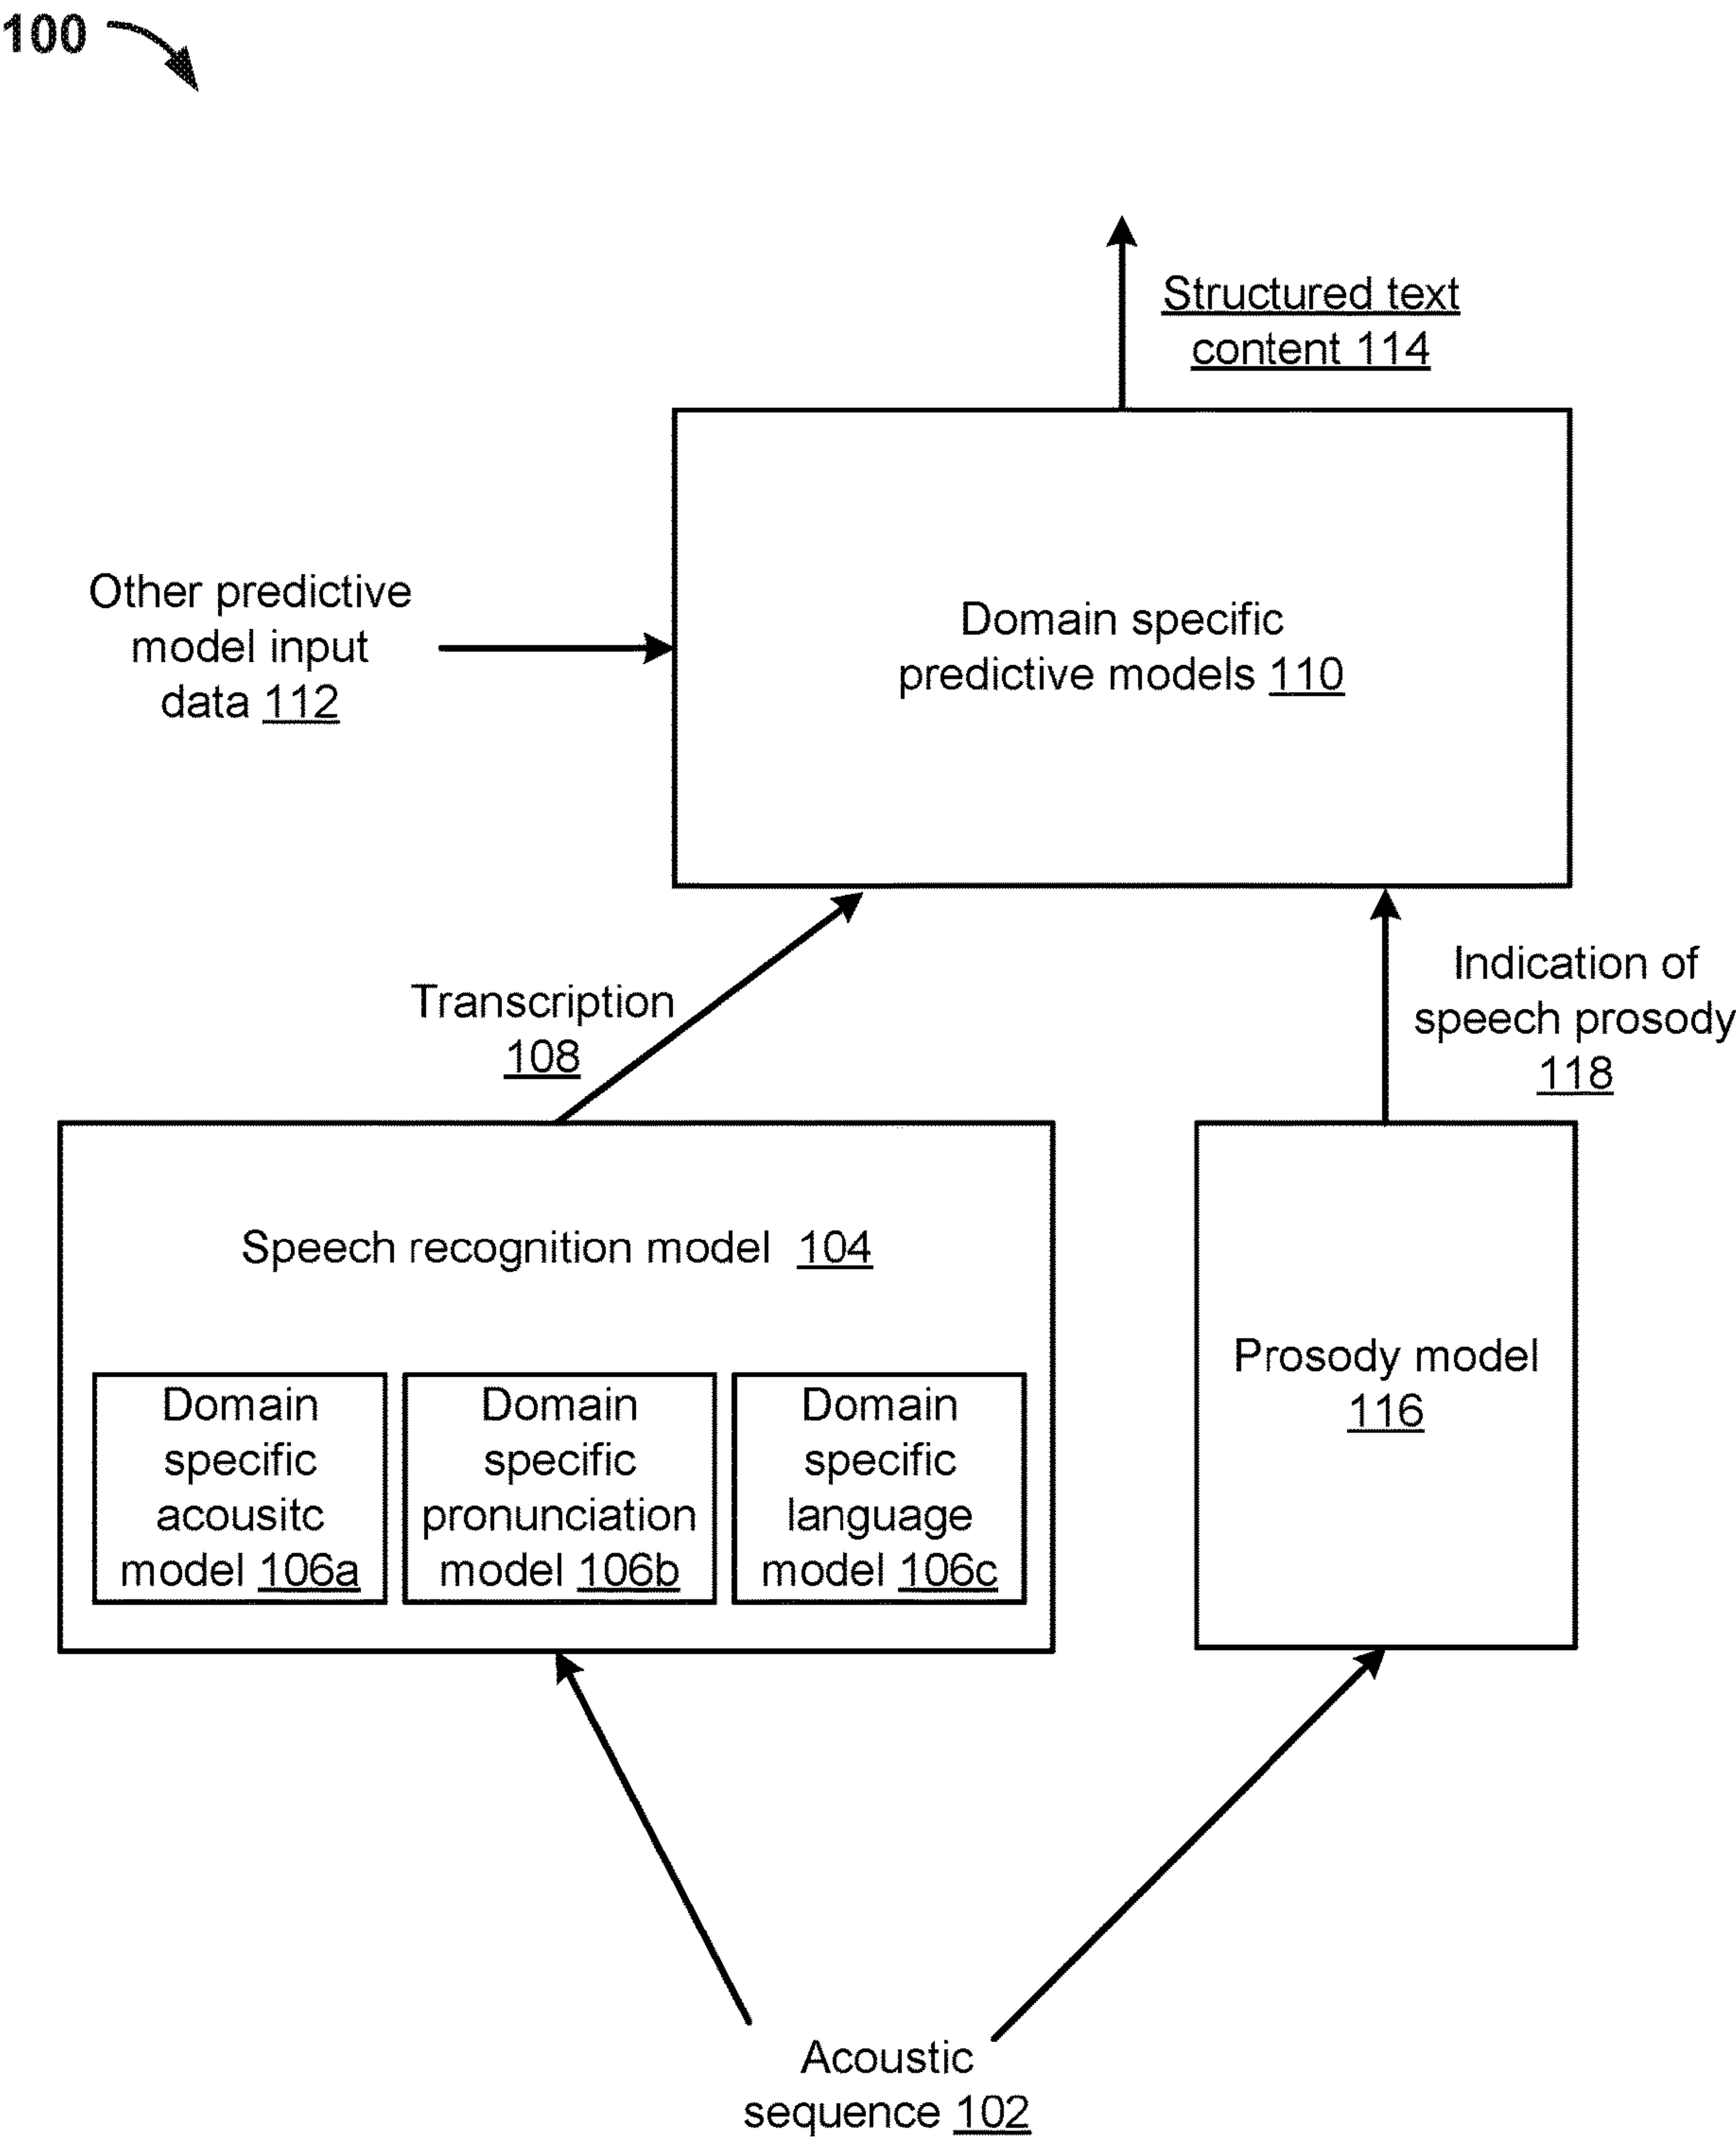 100
Structured text
content 114
Other predictive
model input
data 112
Domain specific
predictive models 110
Transcription
108
Indication of
speech prosody
118
Speech recognition model 104
Domain
specific
acousitc
model 106a
Domain
specific
pronunciation
model 106b
Domain
specific
language
model 106c
Prosody model
116
Acoustic
sequence 102